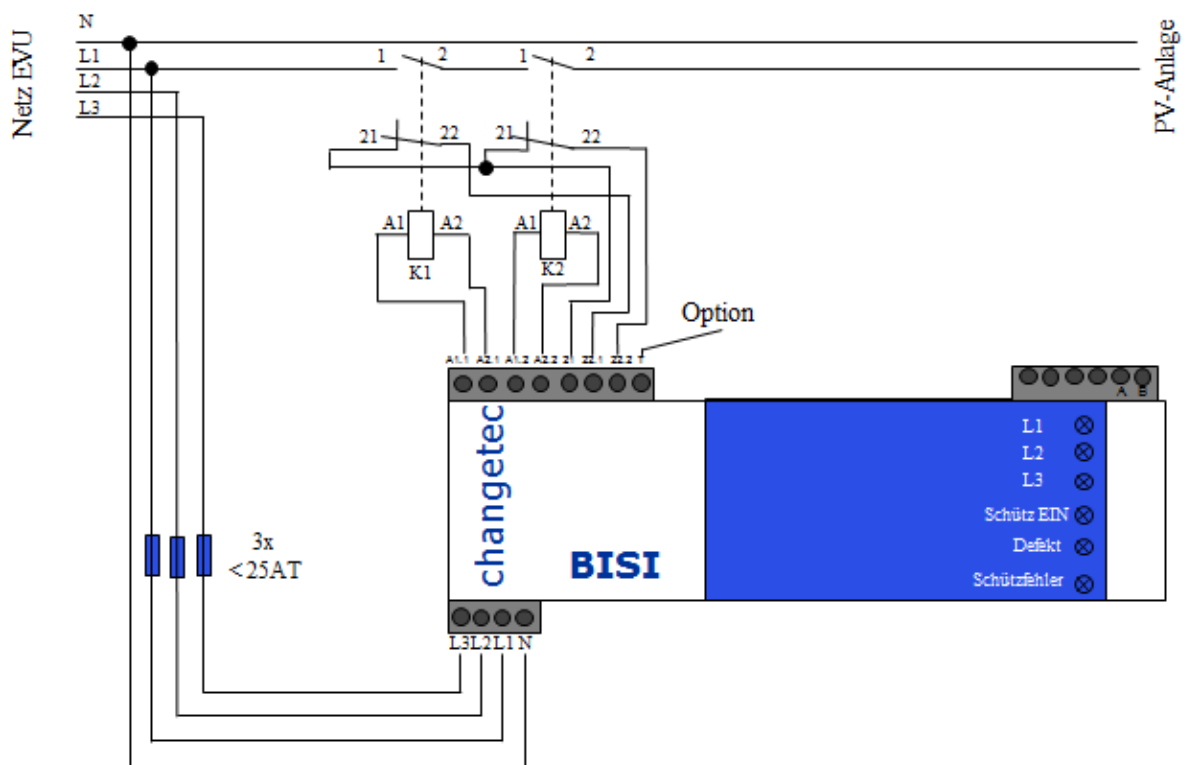 N
L1
L2
L3
Netz EVU
PV-Anlage
1 2 1 2
21 22 21 22
A1 A2 A1 A2
K1 K2
Option
A1.1 A2.1 A1.2 A2.2 21 22.1 22.2 T
A B
changetec
BISI
L1
L2
L3
Schütz EIN
Defekt
Schützfehler
3x
<25AT
L3 L2 L1 N